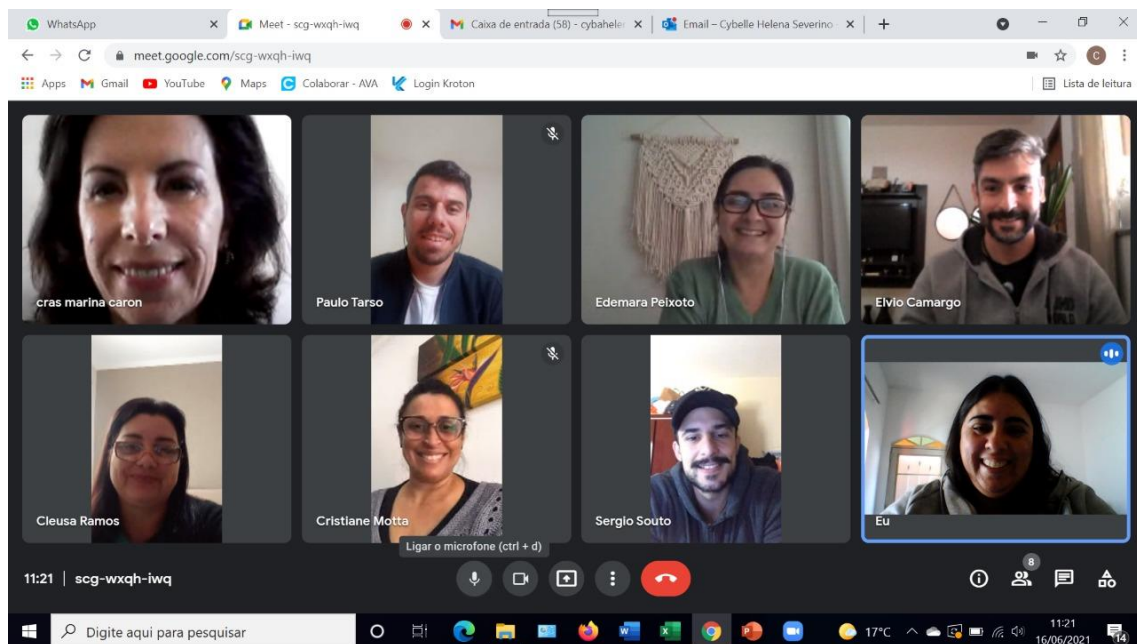 WhatsApp
Meet - scg-wxqh-iwq
Caixa de entrada (58) - cybahelen
Email – Cybelle Helena Severino
meet.google.com/scg-wxqh-iwq
Apps
Gmail
YouTube
Maps
Colaborar - AVA
Login Kroton
Lista de leitura
cras marina caron
Paulo Tarso
Edemara Peixoto
Elvio Camargo
Cleusa Ramos
Cristiane Motta
Sergio Souto
Eu
Ligar o microfone (ctrl + d)
11:21 | scg-wxqh-iwq
8
Digite aqui para pesquisar
17°C
11:21
16/06/2021
14